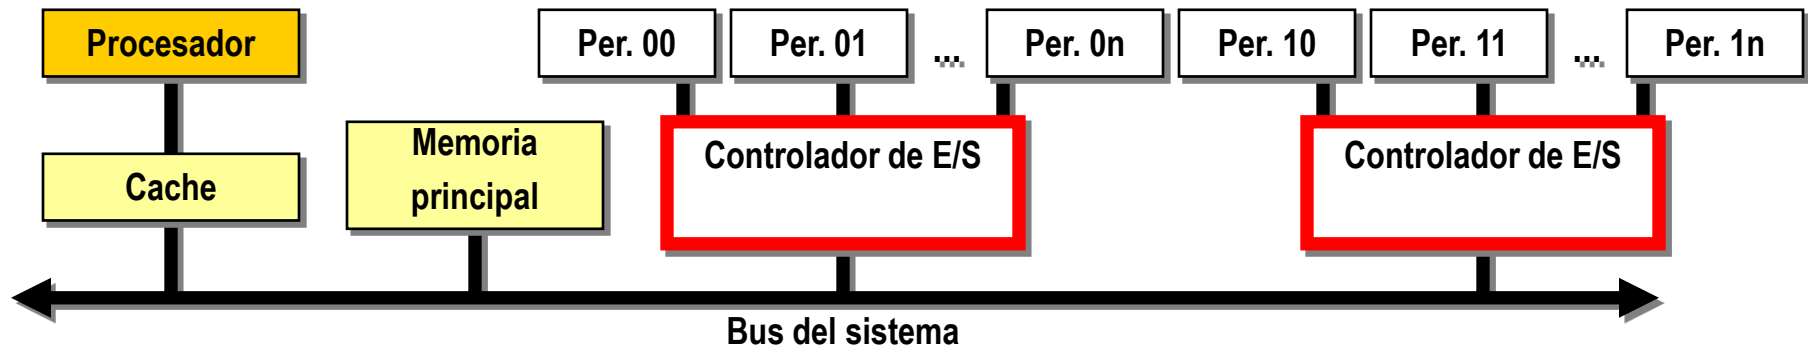 Procesador
Per. 00
Per. 01
...
Per. 0n
Per. 10
Per. 11
...
Per. 1n
Cache
Memoria
principal
Controlador de E/S
Controlador de E/S
Bus del sistema